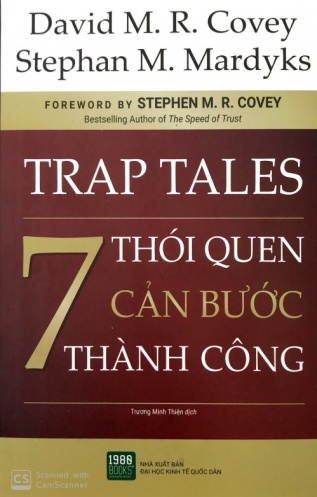 David M. R. Covey
Stephan M. Mardyks
FOREWORD BY STEPHEN M. R. COVEY
Bestselling Author of The Speed of Trust
TRAP TALES
7 THÓI QUEN
CẢN BƯỚC
THÀNH CÔNG
Trương Minh Thiện dịch
1980
BOOKS
NHÀ XUẤT BẢN
ĐẠI HỌC KINH TẾ QUỐC DÂN
CS
Scanned with
CamScanner